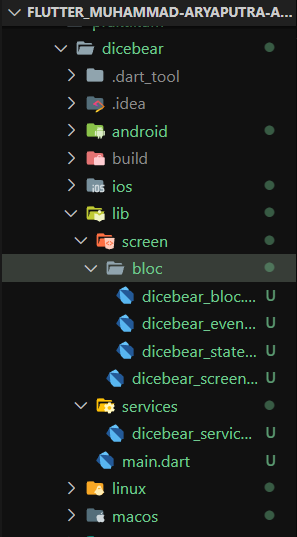 FLUTTER_MUHAMMAD-ARYAPUTRA-A...
dicebear
.dart_tool
.idea
android
build
ios
lib
screen
bloc
dicebear_bloc.... U
dicebear_even... U
dicebear_state... U
dicebear_screen... U
services
dicebear_servic... U
main.dart U
linux
macos